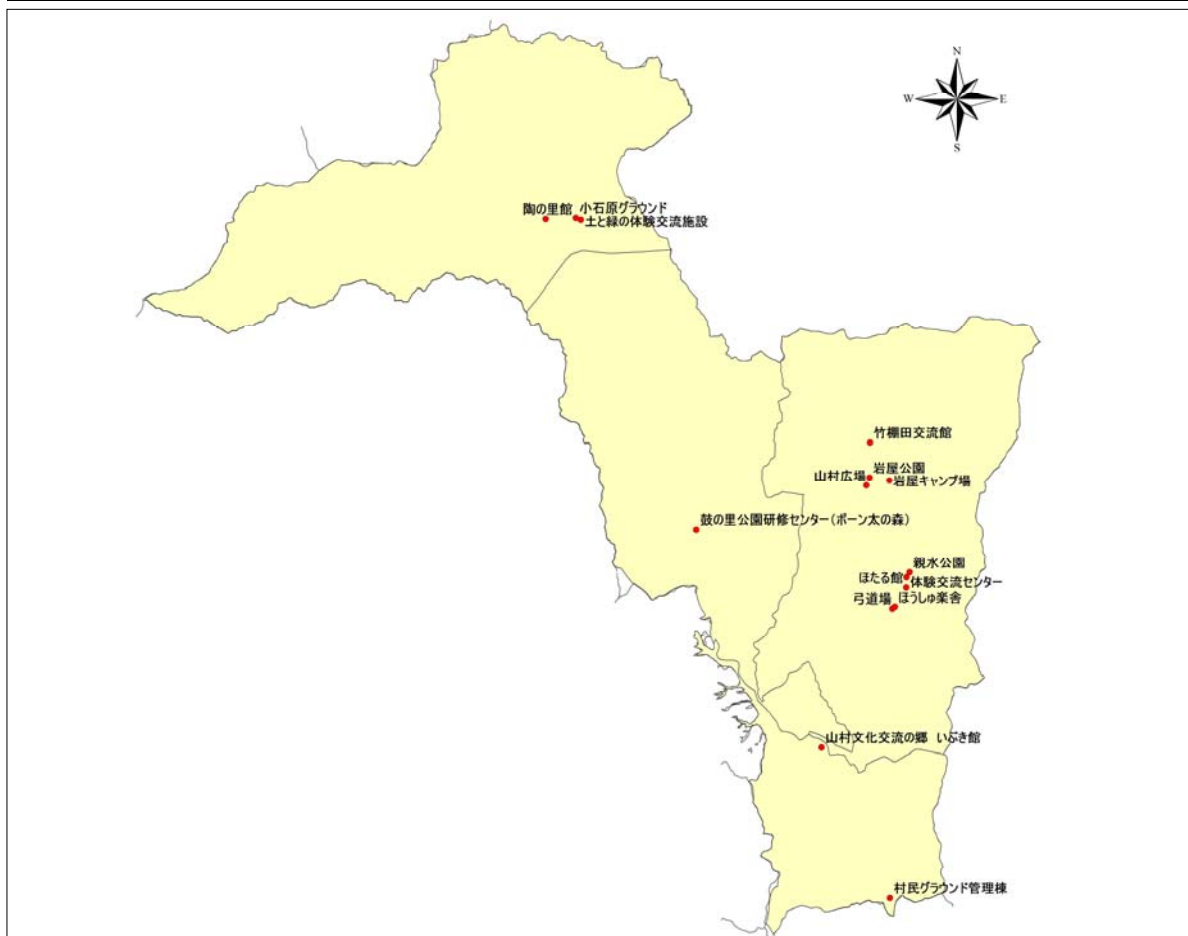 N
W E
S
陶の里館 小石原グラウンド
土と緑の体験交流施設
竹棚田交流館
岩屋公園
山村広場 岩屋キャンプ場
鼓の里公園研修センター(ポーン太の森)
親水公園
ほたる館
体験交流センター
弓道場 ほうしゅ楽舎
山村文化交流の郷 いぶき館
村民グラウンド管理棟